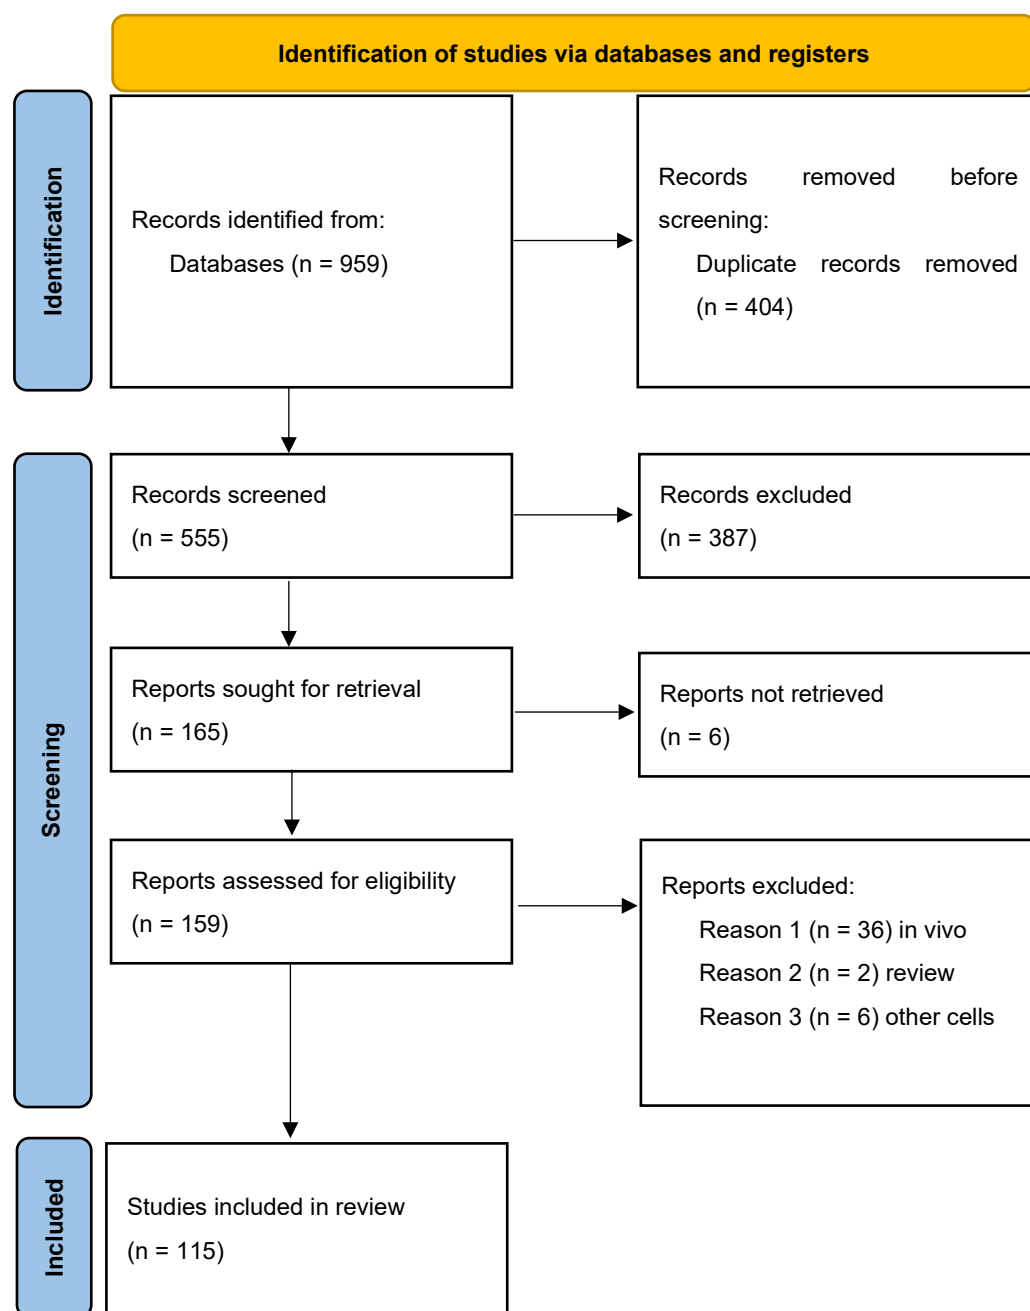 Identification of studies via databases and registers
Identification
Records identified from:
Databases (n = 959)
Records removed before
screening:
Duplicate records removed
(n = 404)
Screening
Records screened
(n = 555)
Records excluded
(n = 387)
Reports sought for retrieval
(n = 165)
Reports not retrieved
(n = 6)
Reports assessed for eligibility
(n = 159)
Reports excluded:
Reason 1 (n = 36) in vivo
Reason 2 (n = 2) review
Reason 3 (n = 6) other cells
Included
Studies included in review
(n = 115)